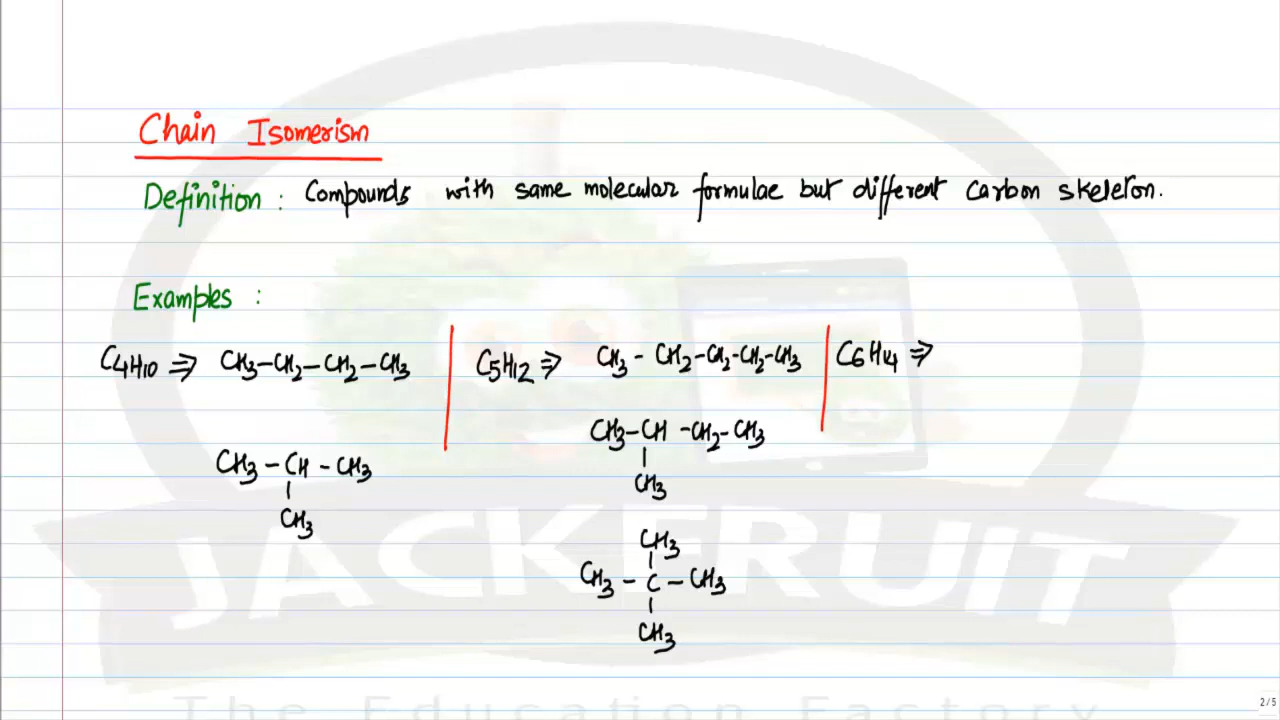 Chain Isomerism
Definition : Compounds with same molecular formulae but different Carbon skeleton.
Examples :
C4H10 ⇒ CH3-CH2-CH2-CH3
CH3-CH-CH3
|
CH3
C5H12 ⇒ CH3-CH2-CH2-CH2-CH3
CH3-CH-CH2-CH3
|
CH3
CH3
|
CH3-C-CH3
|
CH3
C6H14 ⇒
JACKFRUIT
The Education Factory
2/5